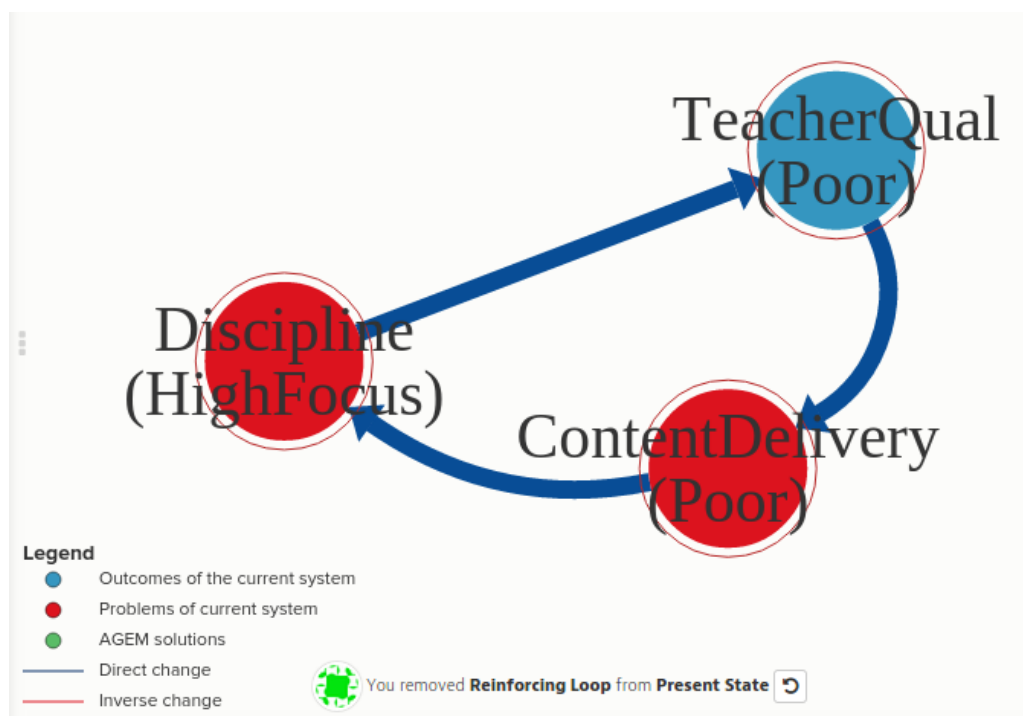 TeacherQual
(Poor)
Discipline
(HighFocus)
ContentDelivery
(Poor)
Legend
Outcomes of the current system
Problems of current system
AGEM solutions
Direct change
Inverse change
You removed Reinforcing Loop from Present State